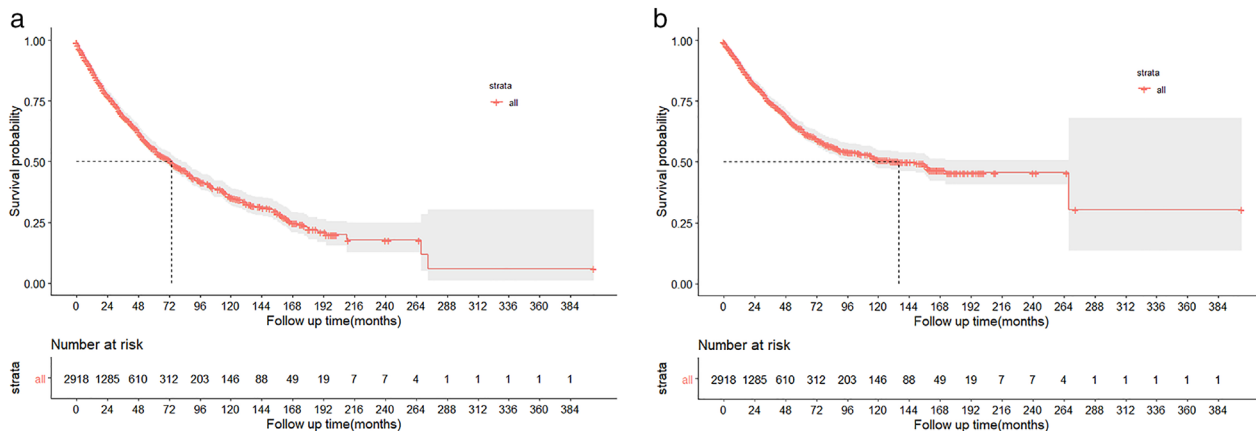 a
1.00
0.75
0.50
0.25
0.00
Survival probability
strata
all
0 24 48 72 96 120 144 168 192 216 240 264 288 312 336 360 384
Follow up time(months)
Number at risk
strata
all 2918 1285 610 312 203 146 88 49 19 7 7 4 1 1 1 1 1
0 24 48 72 96 120 144 168 192 216 240 264 288 312 336 360 384
Follow up time(months)
b
1.00
0.75
0.50
0.25
0.00
Survival probability
strata
all
0 24 48 72 96 120 144 168 192 216 240 264 288 312 336 360 384
Follow up time(months)
Number at risk
strata
all 2918 1285 610 312 203 146 88 49 19 7 7 4 1 1 1 1 1
0 24 48 72 96 120 144 168 192 216 240 264 288 312 336 360 384
Follow up time(months)